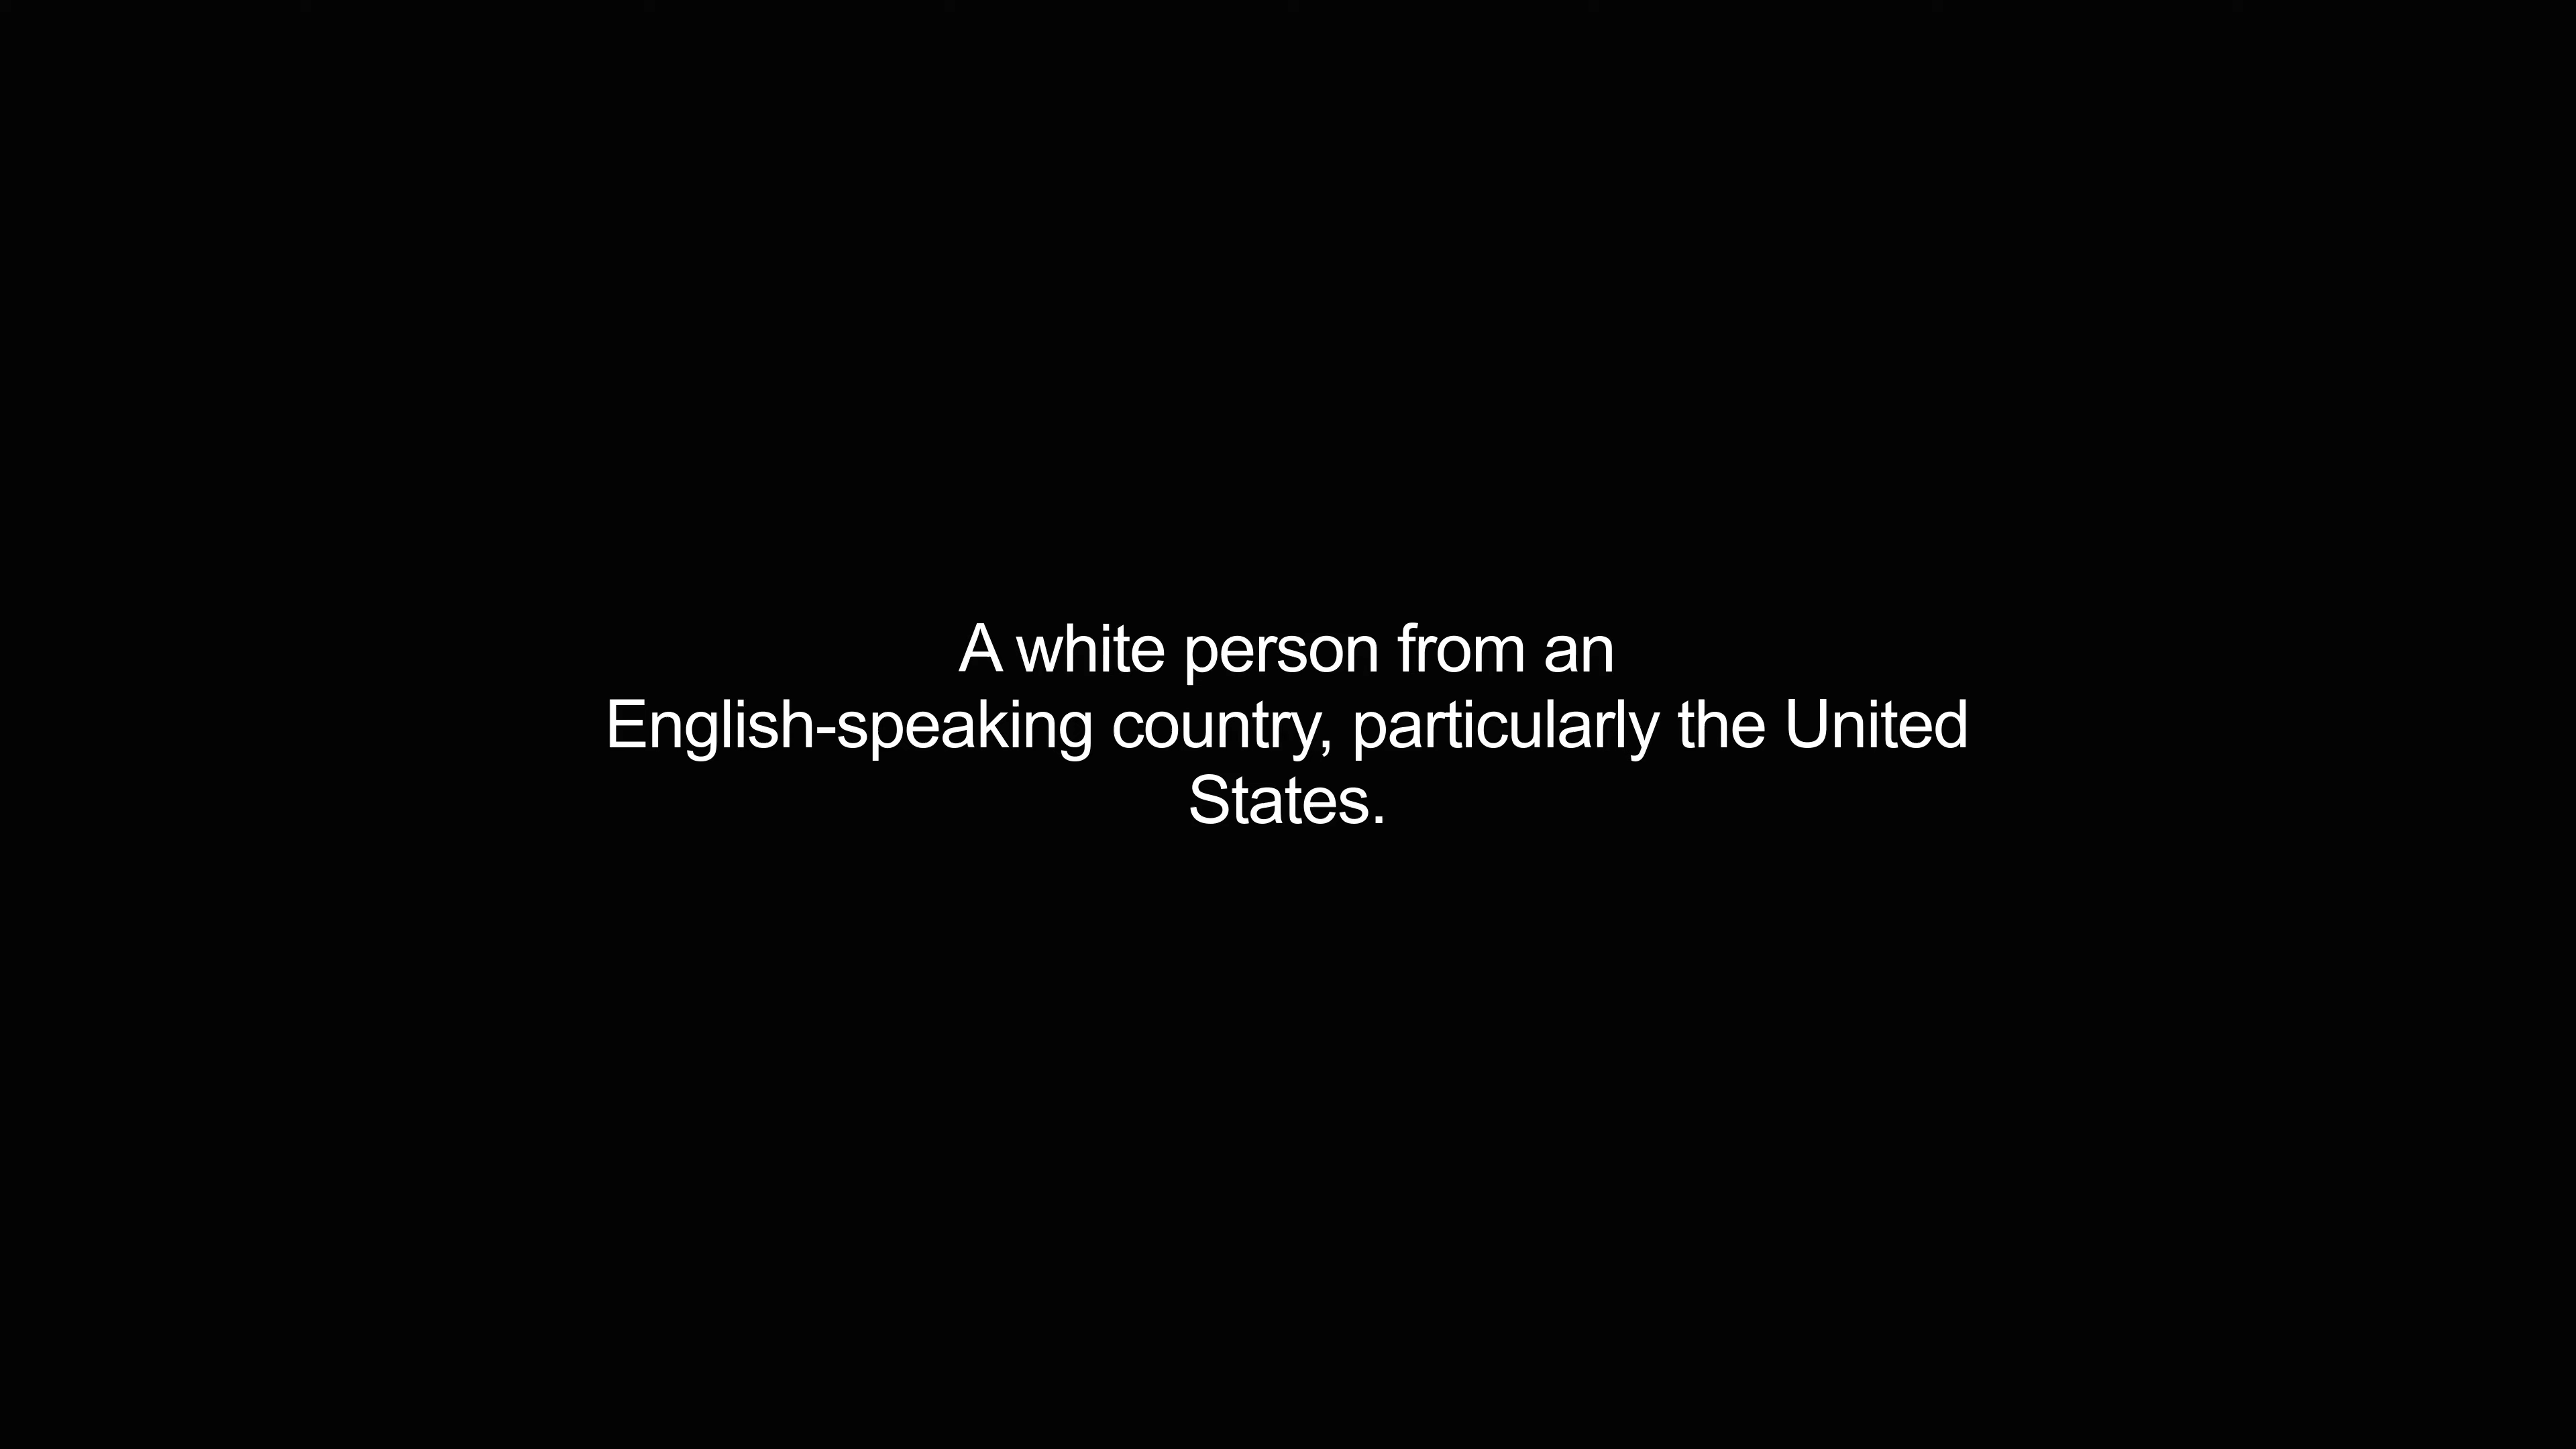 A white person from an
English-speaking country, particularly the United
States.